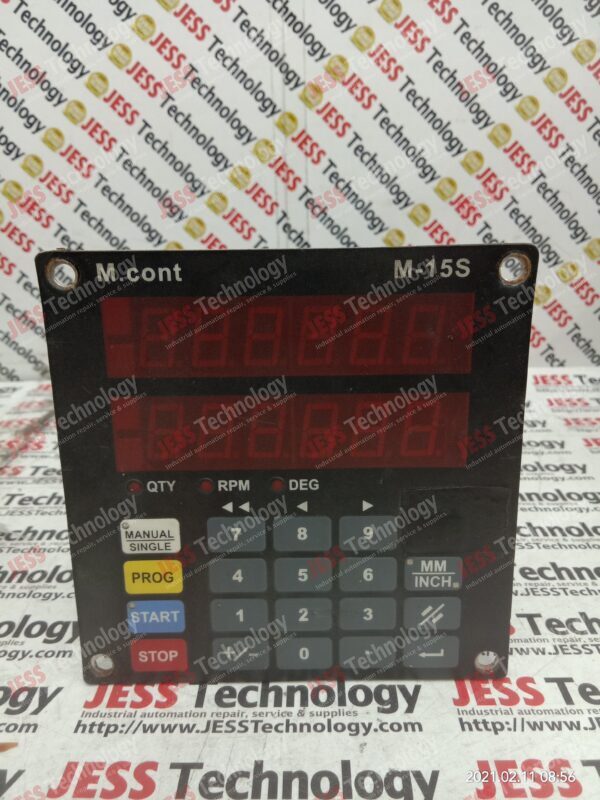 M.cont M-15S
QTY RPM DEG
◄◄ ◄ ►
MANUAL 7 8 9
SINGLE
PROG 4 5 6 MM
INCH
START 1 2 3
STOP 0
JESS Technology
Industrial automation repair, service & supplies
http://www.JESSTechnology.com
2021.02.11 08:56